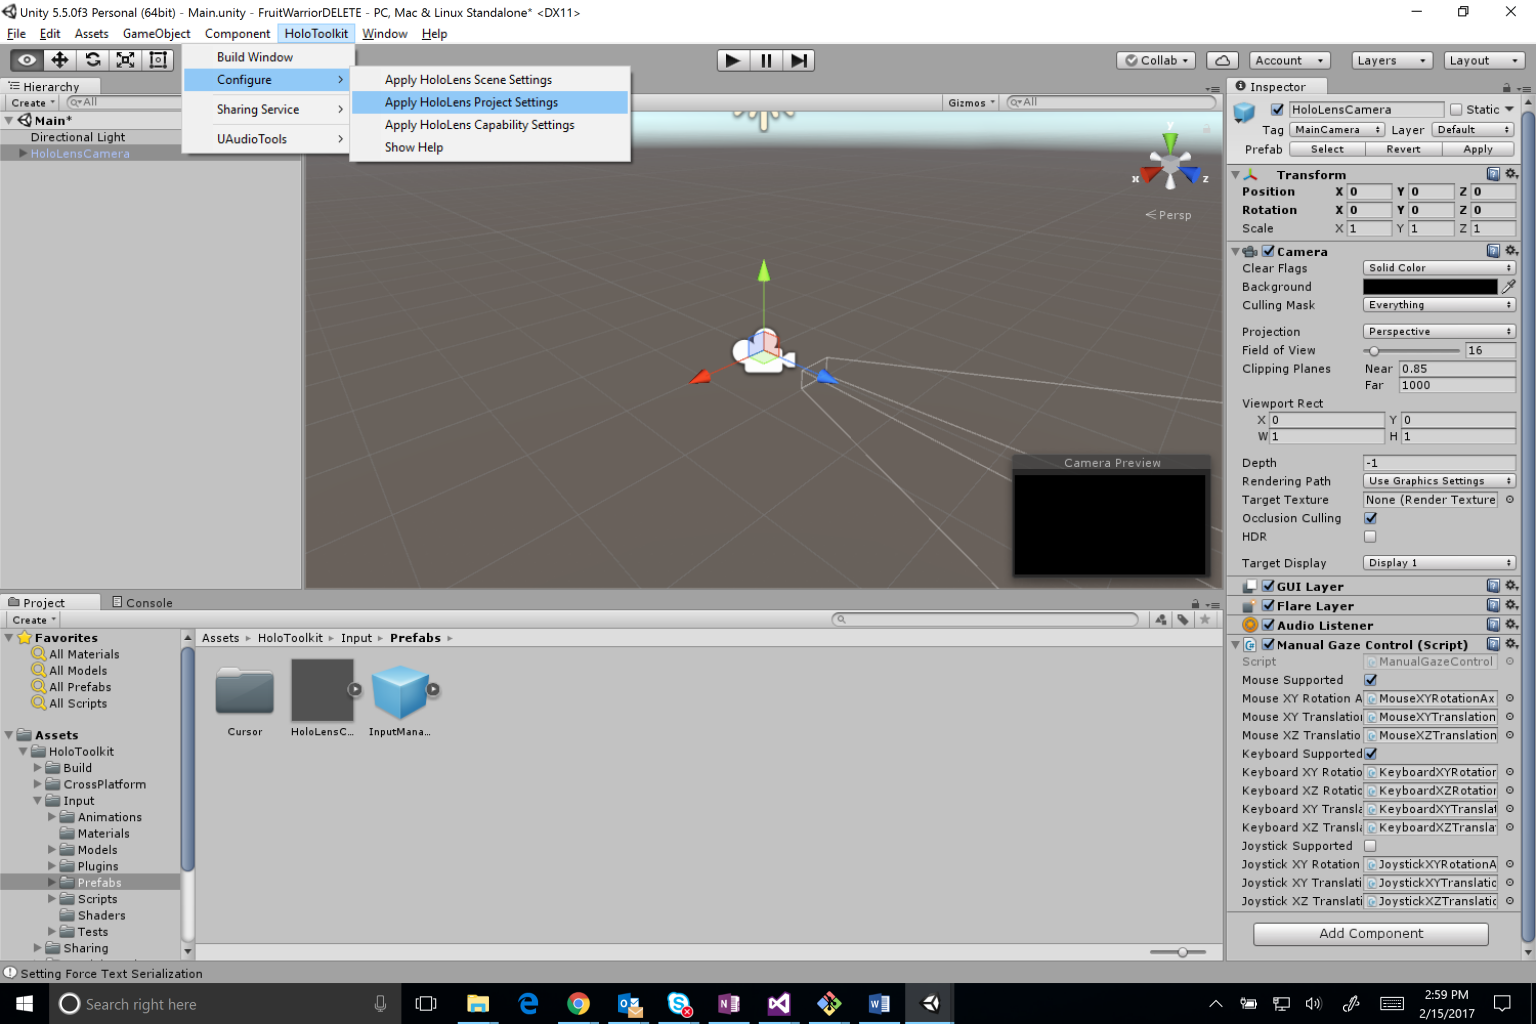 Unity 5.5.0f3 Personal (64bit) - Main.unity - FruitWarriorDELETE - PC, Mac & Linux Standalone* <DX11>
File Edit Assets GameObject Component HoloToolkit Window Help
Build Window
Configure
Sharing Service
UAudioTools
Apply HoloLens Scene Settings
Apply HoloLens Project Settings
Apply HoloLens Capability Settings
Show Help
Collab Account Layers Layout
Hierarchy
Create All
Main*
Directional Light
HoloLensCamera
Gizmos All
y
x
z
Persp
Camera Preview
Inspector
HoloLensCamera Static
Tag MainCamera Layer Default
Prefab Select Revert Apply
Transform
Position X 0 Y 0 Z 0
Rotation X 0 Y 0 Z 0
Scale X 1 Y 1 Z 1
Camera
Clear Flags Solid Color
Background
Culling Mask Everything
Projection Perspective
Field of View 16
Clipping Planes Near 0.85
Far 1000
Viewport Rect
X 0 Y 0
W 1 H 1
Depth -1
Rendering Path Use Graphics Settings
Target Texture None (Render Texture
Occlusion Culling
HDR
Target Display Display 1
GUI Layer
Flare Layer
Audio Listener
Manual Gaze Control (Script)
Script ManualGazeControl
Mouse Supported
Mouse XY Rotation A MouseXYRotationAx
Mouse XY Translation MouseXYTranslation
Mouse XZ Translatio MouseXZTranslation
Keyboard Supported
Keyboard XY Rotatio KeyboardXYRotation
Keyboard XZ Rotatio KeyboardXZRotation
Keyboard XY Transla KeyboardXYTranslat
Keyboard XZ Transla KeyboardXZTranslat
Joystick Supported
Joystick XY Rotation JoystickXYRotationA
Joystick XY Translati JoystickXYTranslatio
Joystick XZ Translati JoystickXZTranslatio
Add Component
Project Console
Create
Favorites
All Materials
All Models
All Prefabs
All Scripts
Assets
HoloToolkit
Build
CrossPlatform
Input
Animations
Materials
Models
Plugins
Prefabs
Scripts
Shaders
Tests
Sharing
Assets HoloToolkit Input Prefabs
Cursor HoloLensC... InputMana...
Setting Force Text Serialization
Search right here
2:59 PM
2/15/2017